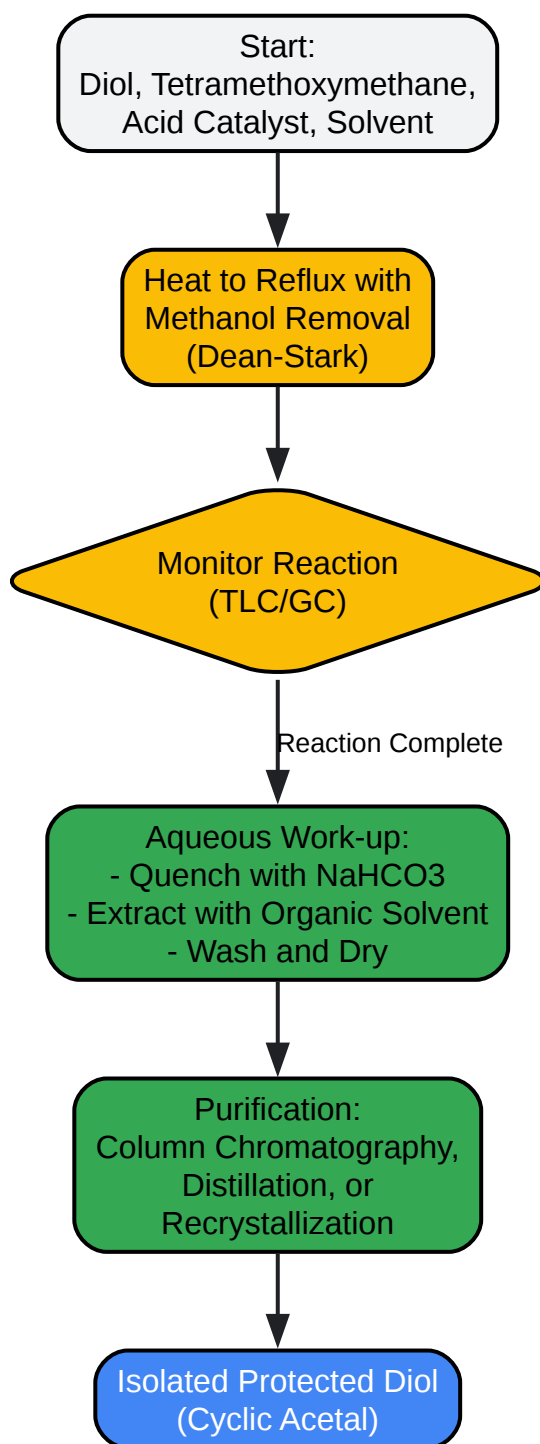 Start:
Diol, Tetramethoxymethane,
Acid Catalyst, Solvent
Heat to Reflux with
Methanol Removal
(Dean-Stark)
Monitor Reaction
(TLC/GC)
Reaction Complete
Aqueous Work-up:
- Quench with NaHCO3
- Extract with Organic Solvent
- Wash and Dry
Purification:
Column Chromatography,
Distillation, or
Recrystallization
Isolated Protected Diol
(Cyclic Acetal)